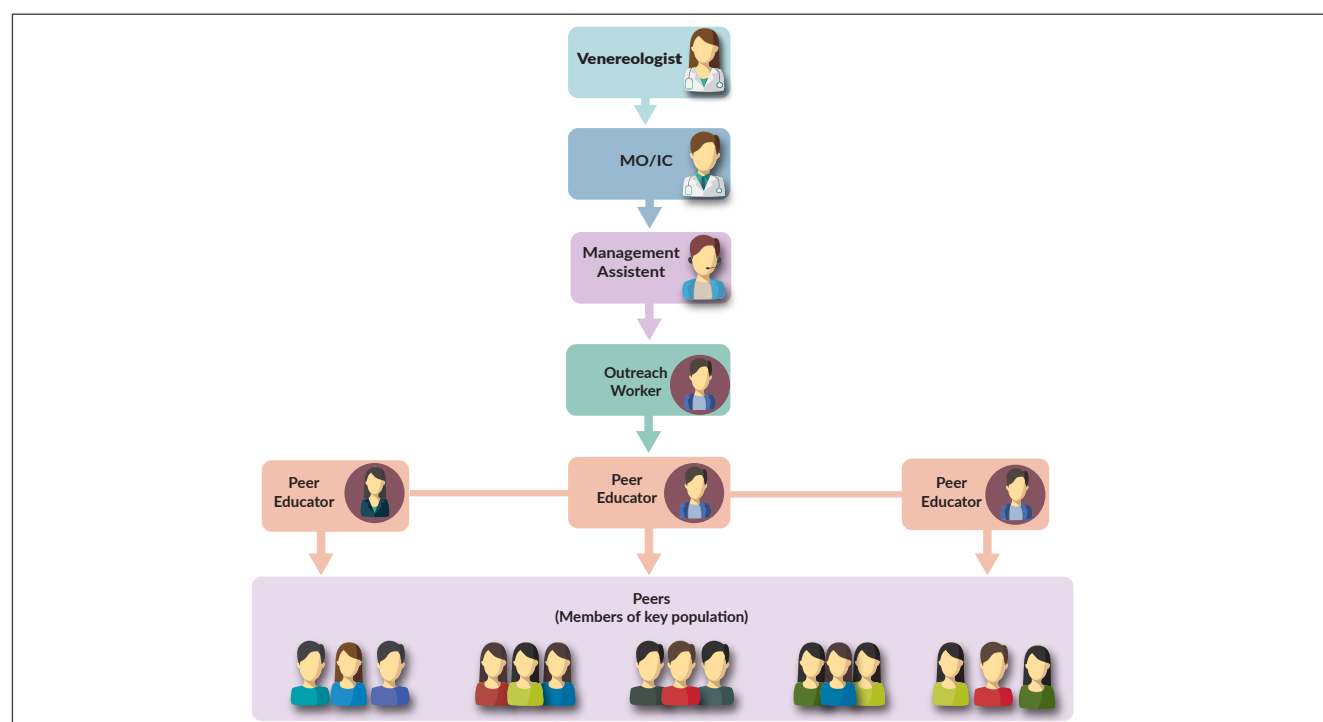 Venereologist
MO/IC
Management
Assistent
Outreach
Worker
Peer
Educator
Peer
Educator
Peer
Educator
Peers
(Members of key population)